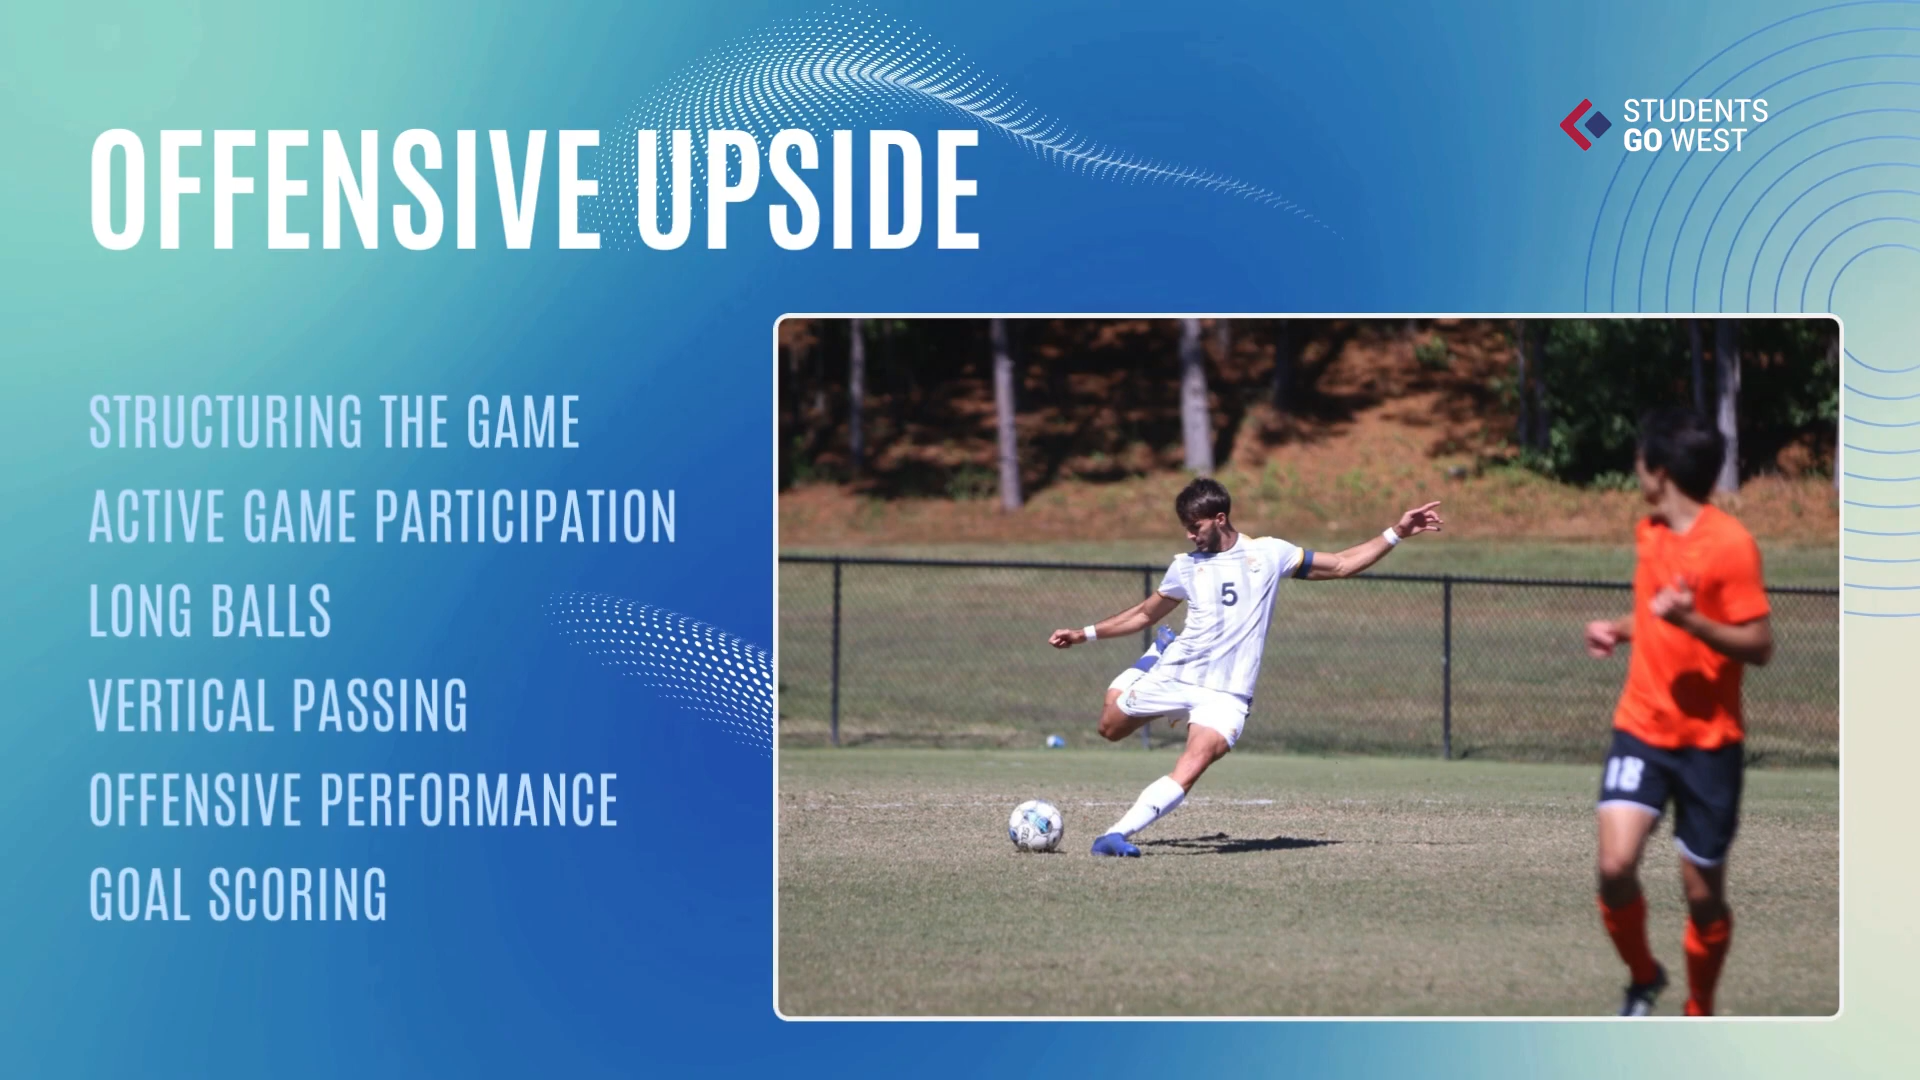 OFFENSIVE UPSIDE
STUDENTS
GO WEST
STRUCTURING THE GAME
ACTIVE GAME PARTICIPATION
LONG BALLS
VERTICAL PASSING
OFFENSIVE PERFORMANCE
GOAL SCORING
5
18